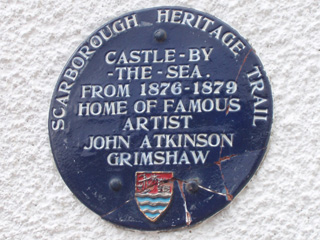 SCARBOROUGH HERITAGE TRAIL
CASTLE-BY
-THE-SEA.
FROM 1876-1879
HOME OF FAMOUS
ARTIST
JOHN ATKINSON
GRIMSHAW